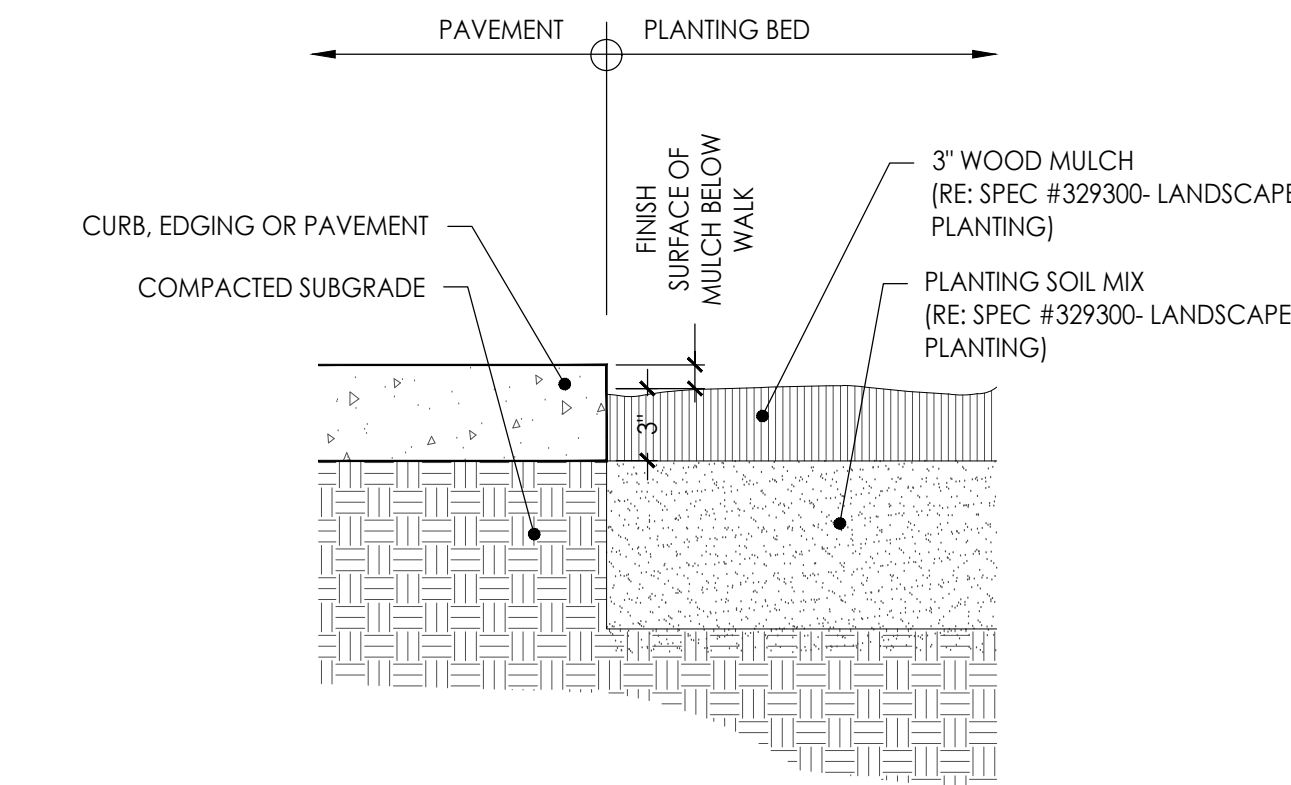 PAVEMENT
PLANTING BED
FINISH
SURFACE OF
MULCH BELOW
WALK
3" WOOD MULCH
(RE: SPEC #329300- LANDSCAPE
PLANTING)
CURB, EDGING OR PAVEMENT
COMPACTED SUBGRADE
PLANTING SOIL MIX
(RE: SPEC #329300- LANDSCAPE
PLANTING)
3"